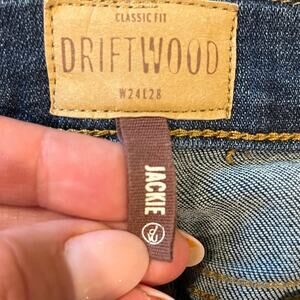 CLASSIC FIT
DRIFTWOOD
W24L28
JACKIE